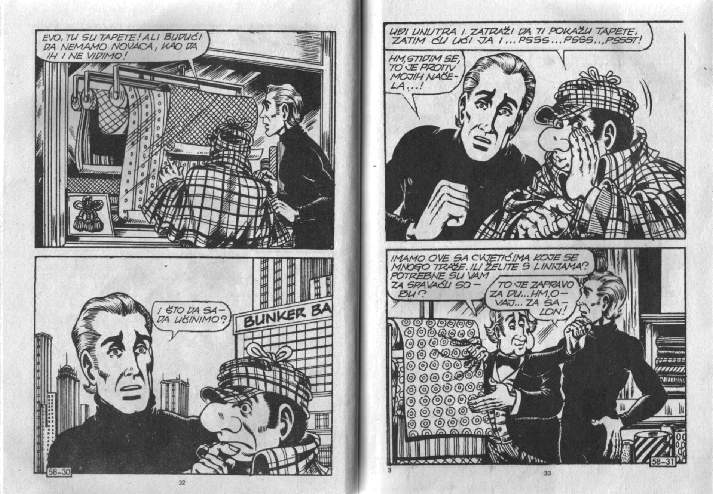 EVO, TU SU TAPETE! ALI BUDUĆI
DA NEMAMO NOVACA, KAO DA
IH I NE VIDIMO!
I ŠTO DA SA-
DA UČINIMO?
BUNKER BA
38-30
32
UĐI UNUTRA I ZATRAŽI DA TI POKAŽU TAPETE,
ZATIM ĆU UĆI JA I ... PSSS ... PSSS ... PSSST!
HM, STIDIM SE,
TO JE PROTIV
MOJIH NAČE-
LA ...!
IMAMO OVE SA CVJETIĆIMA KOJE SE
MNOGO TRAŽE. ILI ŽELITE S LINIJAMA?
POTREBNE SU VAM
ZA SPAVAĆU SO-
BU?
TO JE ZAPRAVO
ZA DU...HM, O-
VAJ... ZA SA-
LON!
3
33
38-31